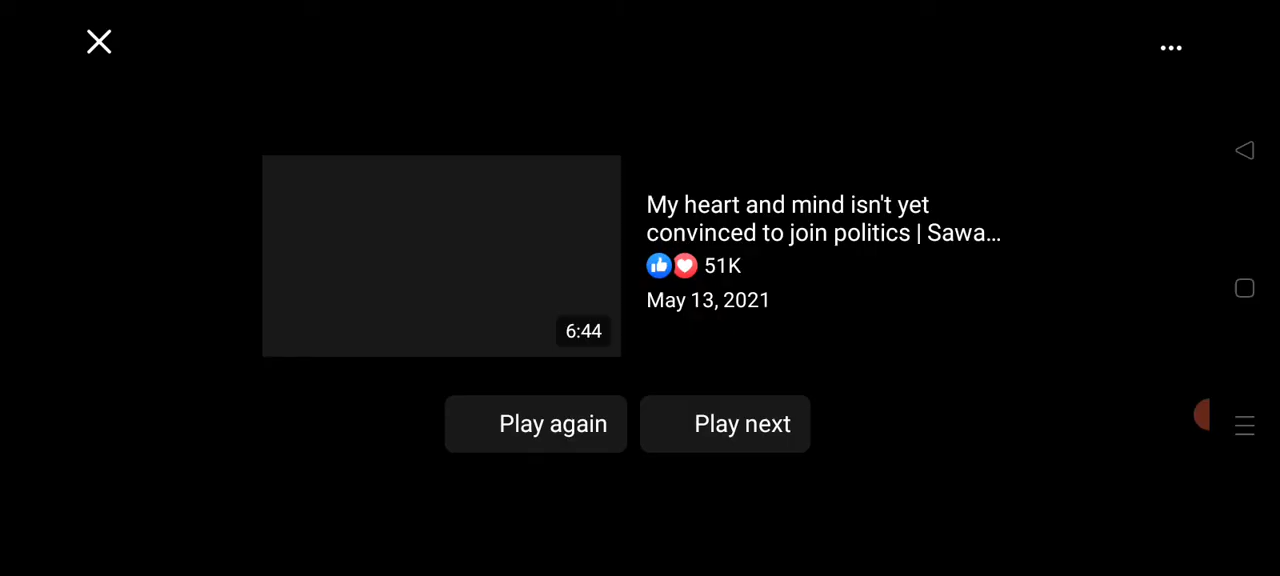 My heart and mind isn't yet
convinced to join politics | Sawa...
51K
May 13, 2021
6:44
Play again
Play next